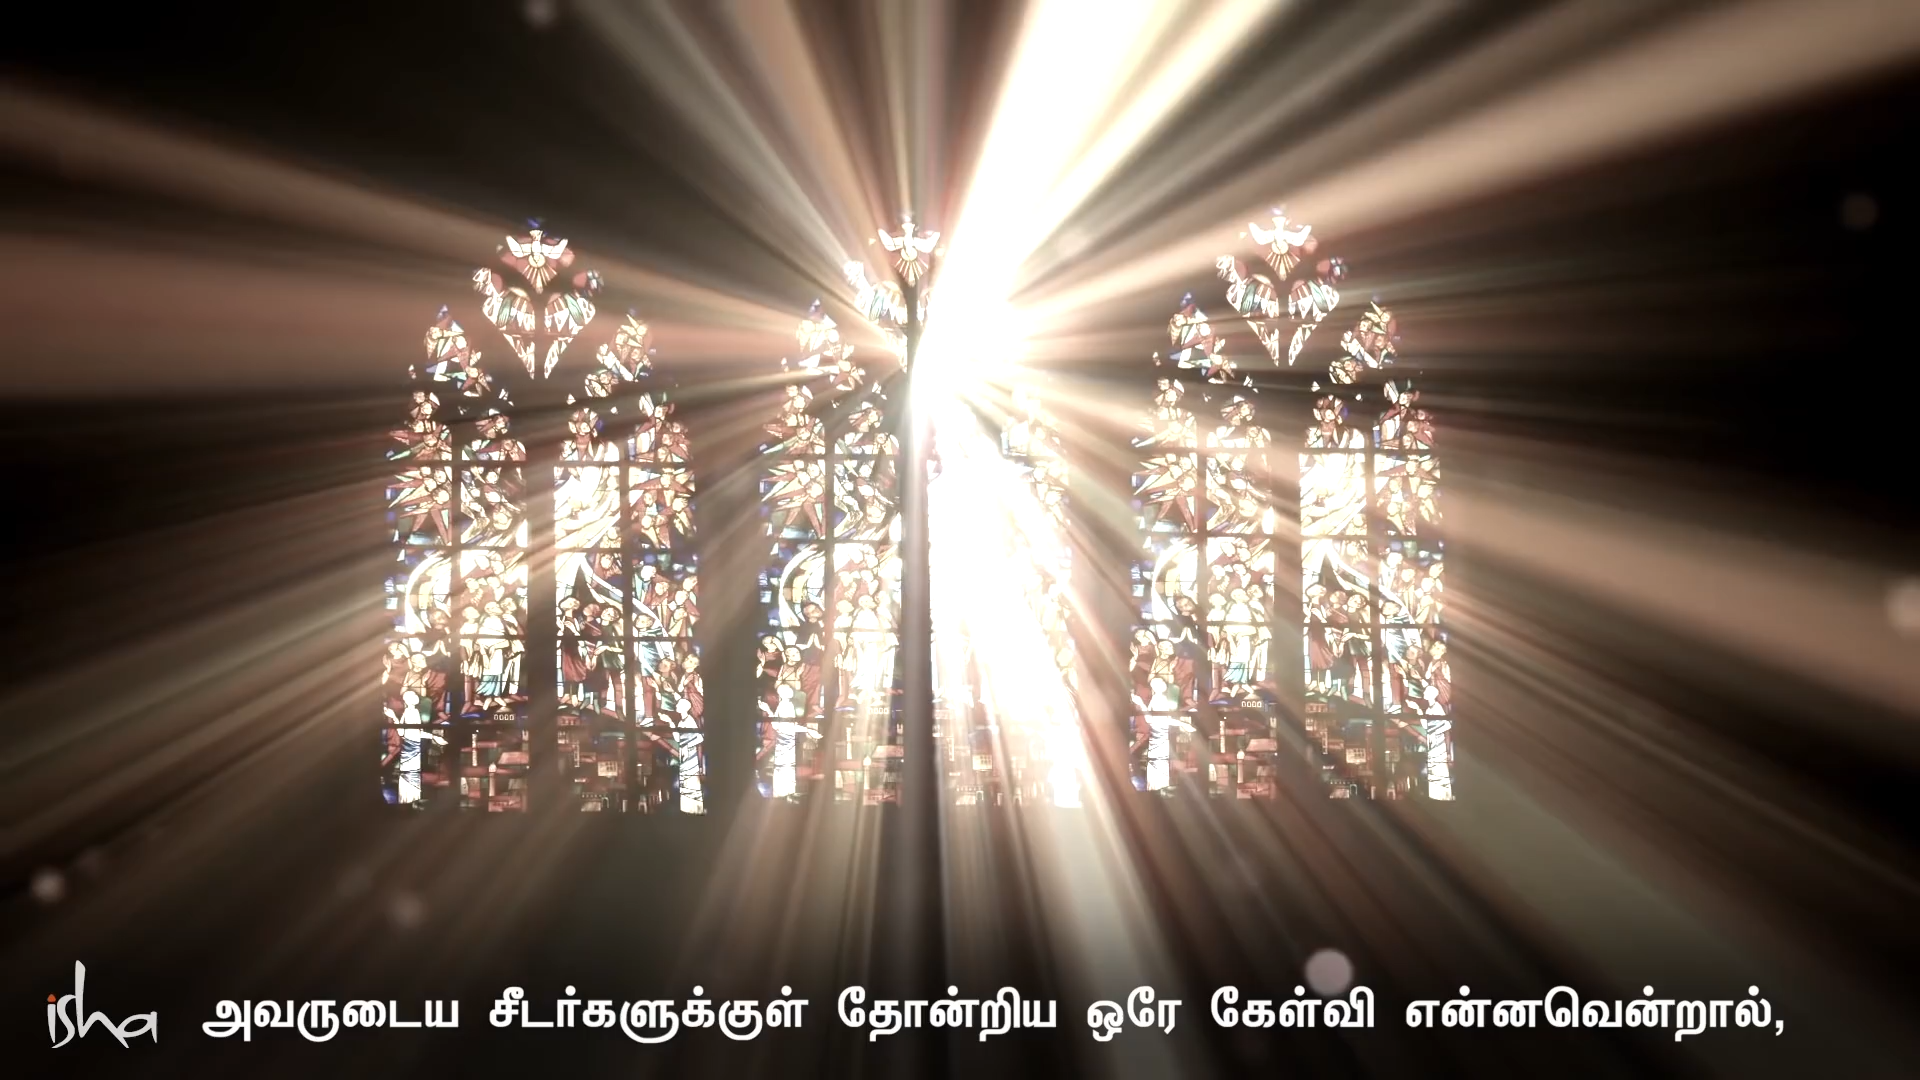 isha
அவருடைய சீடர்களுக்குள் தோன்றிய ஒரே கேள்வி என்னவென்றால்,